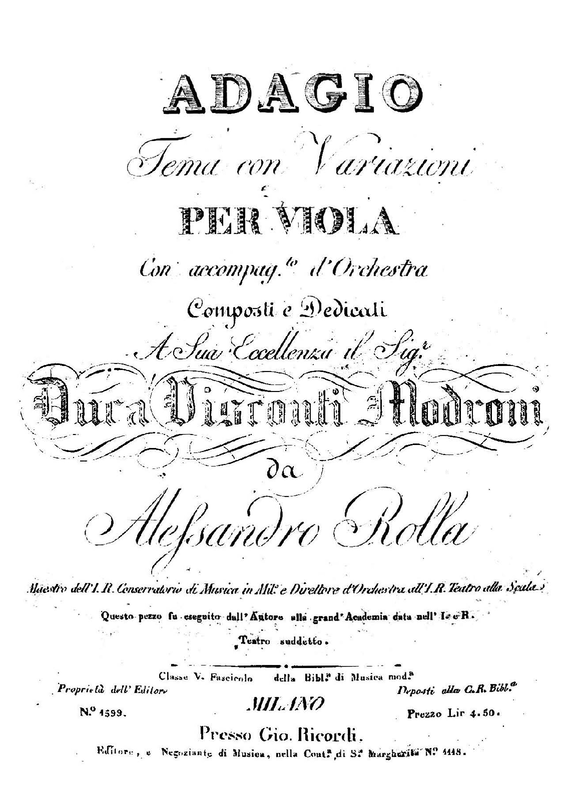 ADAGIO
Tema con Variazioni
PER VIOLA
Con accompag.to d'Orchestra
Composti e Dedicati
A Sua Eccellenza il Sig.r
Duca Visconti Modroni
da
Alessandro Rolla
Maestro dell'I. R. Conservatorio di Musica in Mil.o e Direttore d'Orchestra all'I. R. Teatro alla Scala
Questo pezzo fu eseguito dall'Autore alla grand'Academia data nell' I. e R.
Teatro suddetto.
Classe V. Fascicolo della Bibl.a di Musica mod.a
Proprietà dell'Editore MILANO Deposti alla C. R. Bibl.a
N.o 1599. Prezzo Lir 4.50.
Presso Gio. Ricordi.
Editore, e Negoziante di Musica, nella Cont.a di S.a Margherita N.o 1118.